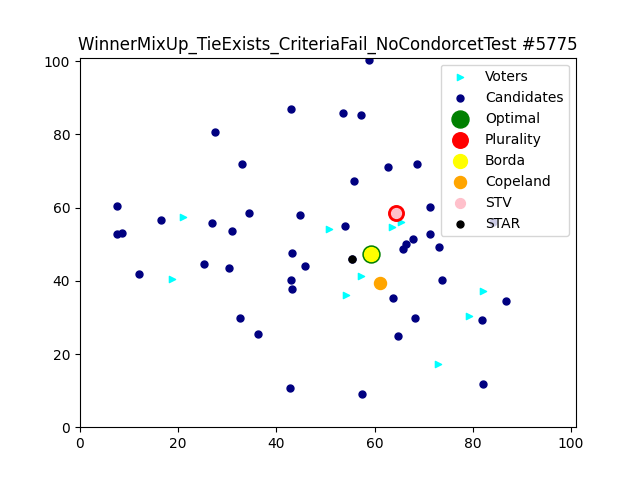 WinnerMixUp_TieExists_CriteriaFail_NoCondorcetTest #5775
Voters
Candidates
Optimal
Plurality
Borda
Copeland
STV
STAR
100
80
60
40
20
0
0 20 40 60 80 100